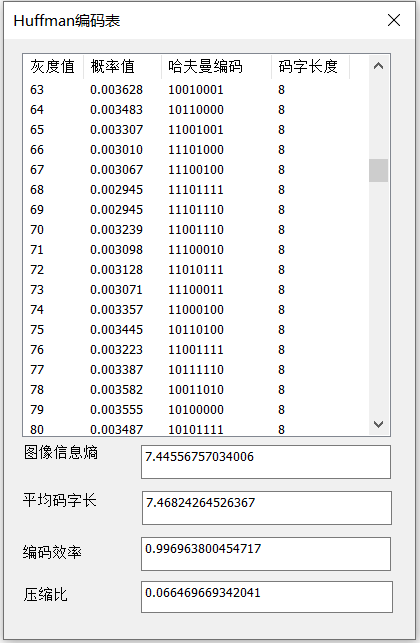 Huffman编码表
灰度值 概率值 哈夫曼编码 码字长度
63 0.003628 10010001 8
64 0.003483 10110000 8
65 0.003307 11001001 8
66 0.003010 11101000 8
67 0.003067 11100100 8
68 0.002945 11101111 8
69 0.002945 11101110 8
70 0.003239 11001110 8
71 0.003098 11100010 8
72 0.003128 11010111 8
73 0.003071 11100011 8
74 0.003357 11000100 8
75 0.003445 10110100 8
76 0.003223 11001111 8
77 0.003387 10111110 8
78 0.003582 10011010 8
79 0.003555 10100000 8
80 0.003487 10101111 8
图像信息熵 7.44556757034006
平均码字长 7.46824264526367
编码效率 0.996963800454717
压缩比 0.066469669342041